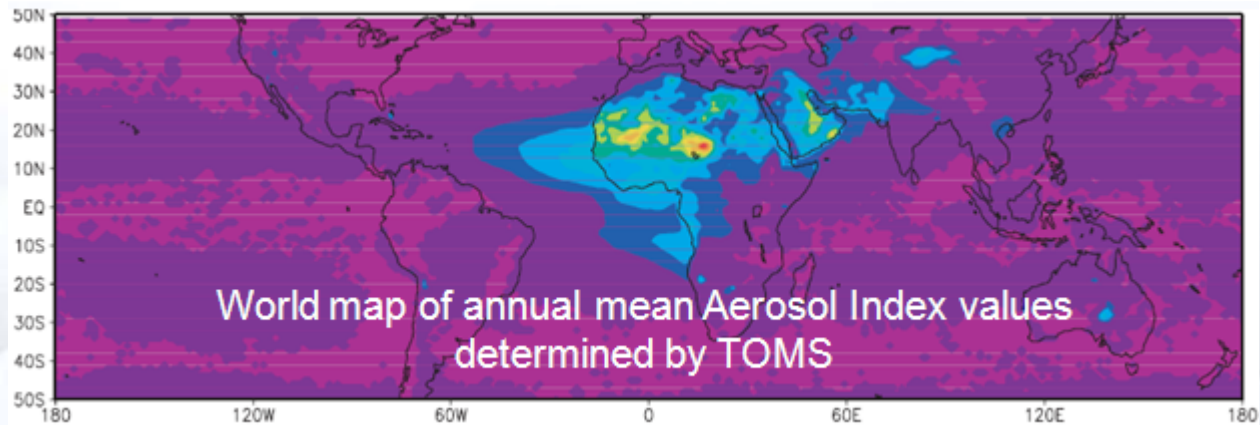 50N
40N
30N
20N
10N
EQ
10S
20S
30S
40S
50S
World map of annual mean Aerosol Index values
determined by TOMS
180 120W 60W 0 60E 120E 180